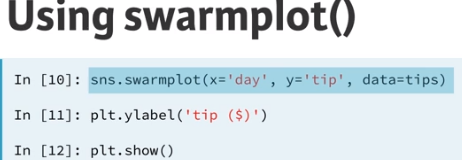 Using swarmplot()
In [10]: sns.swarmplot(x='day', y='tip', data=tips)
In [11]: plt.ylabel('tip ($)')
In [12]: plt.show()